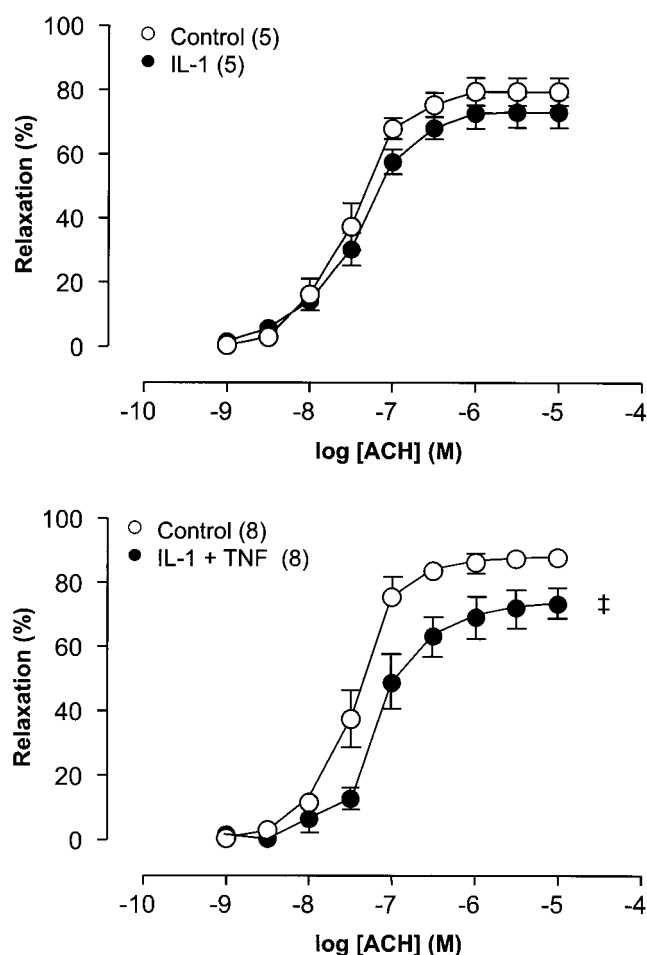 100
80
60
40
20
0
Relaxation (%)
Control (5)
IL-1 (5)
-10 -9 -8 -7 -6 -5 -4
log [ACH] (M)
100
80
60
40
20
0
Relaxation (%)
Control (8)
IL-1 + TNF (8)
‡
-10 -9 -8 -7 -6 -5 -4
log [ACH] (M)